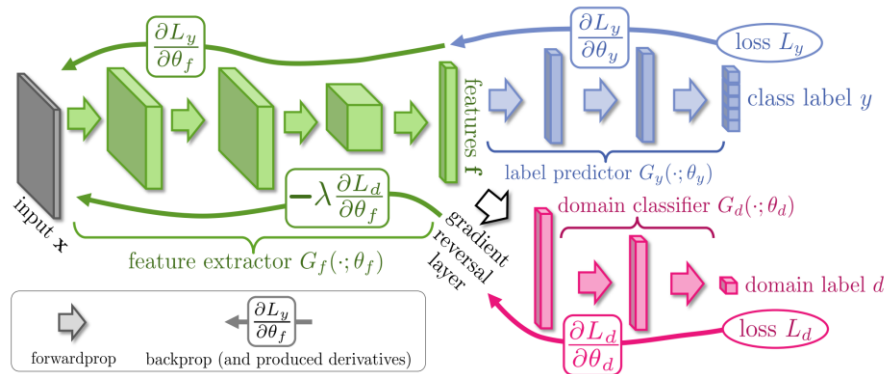 ∂L_y/∂θ_f
∂L_y/∂θ_y
loss L_y
features f
class label y
label predictor G_y(·;θ_y)
−λ ∂L_d/∂θ_f
input x
feature extractor G_f(·;θ_f)
gradient
reversal
layer
domain classifier G_d(·;θ_d)
domain label d
∂L_d/∂θ_d
loss L_d
∂L_y/∂θ_f
forwardprop
backprop (and produced derivatives)